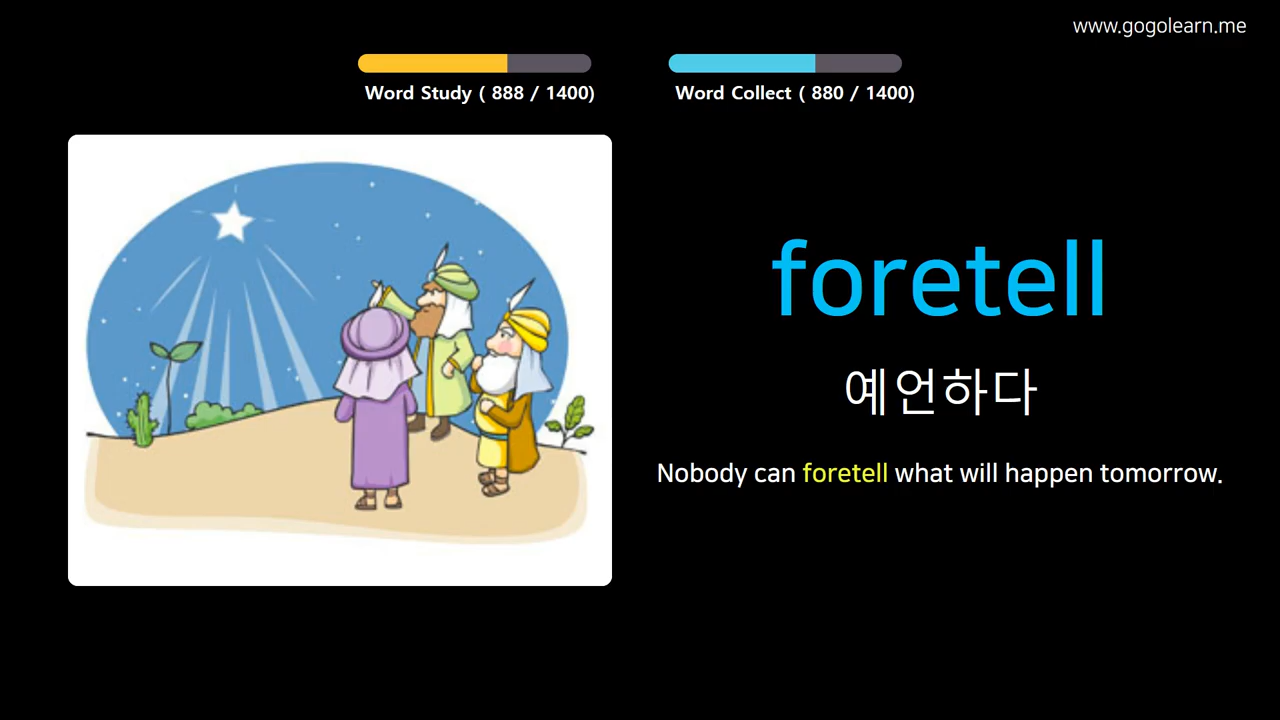 www.gogolearn.me
Word Study ( 888 / 1400)
Word Collect ( 880 / 1400)
foretell
예언하다
Nobody can foretell what will happen tomorrow.